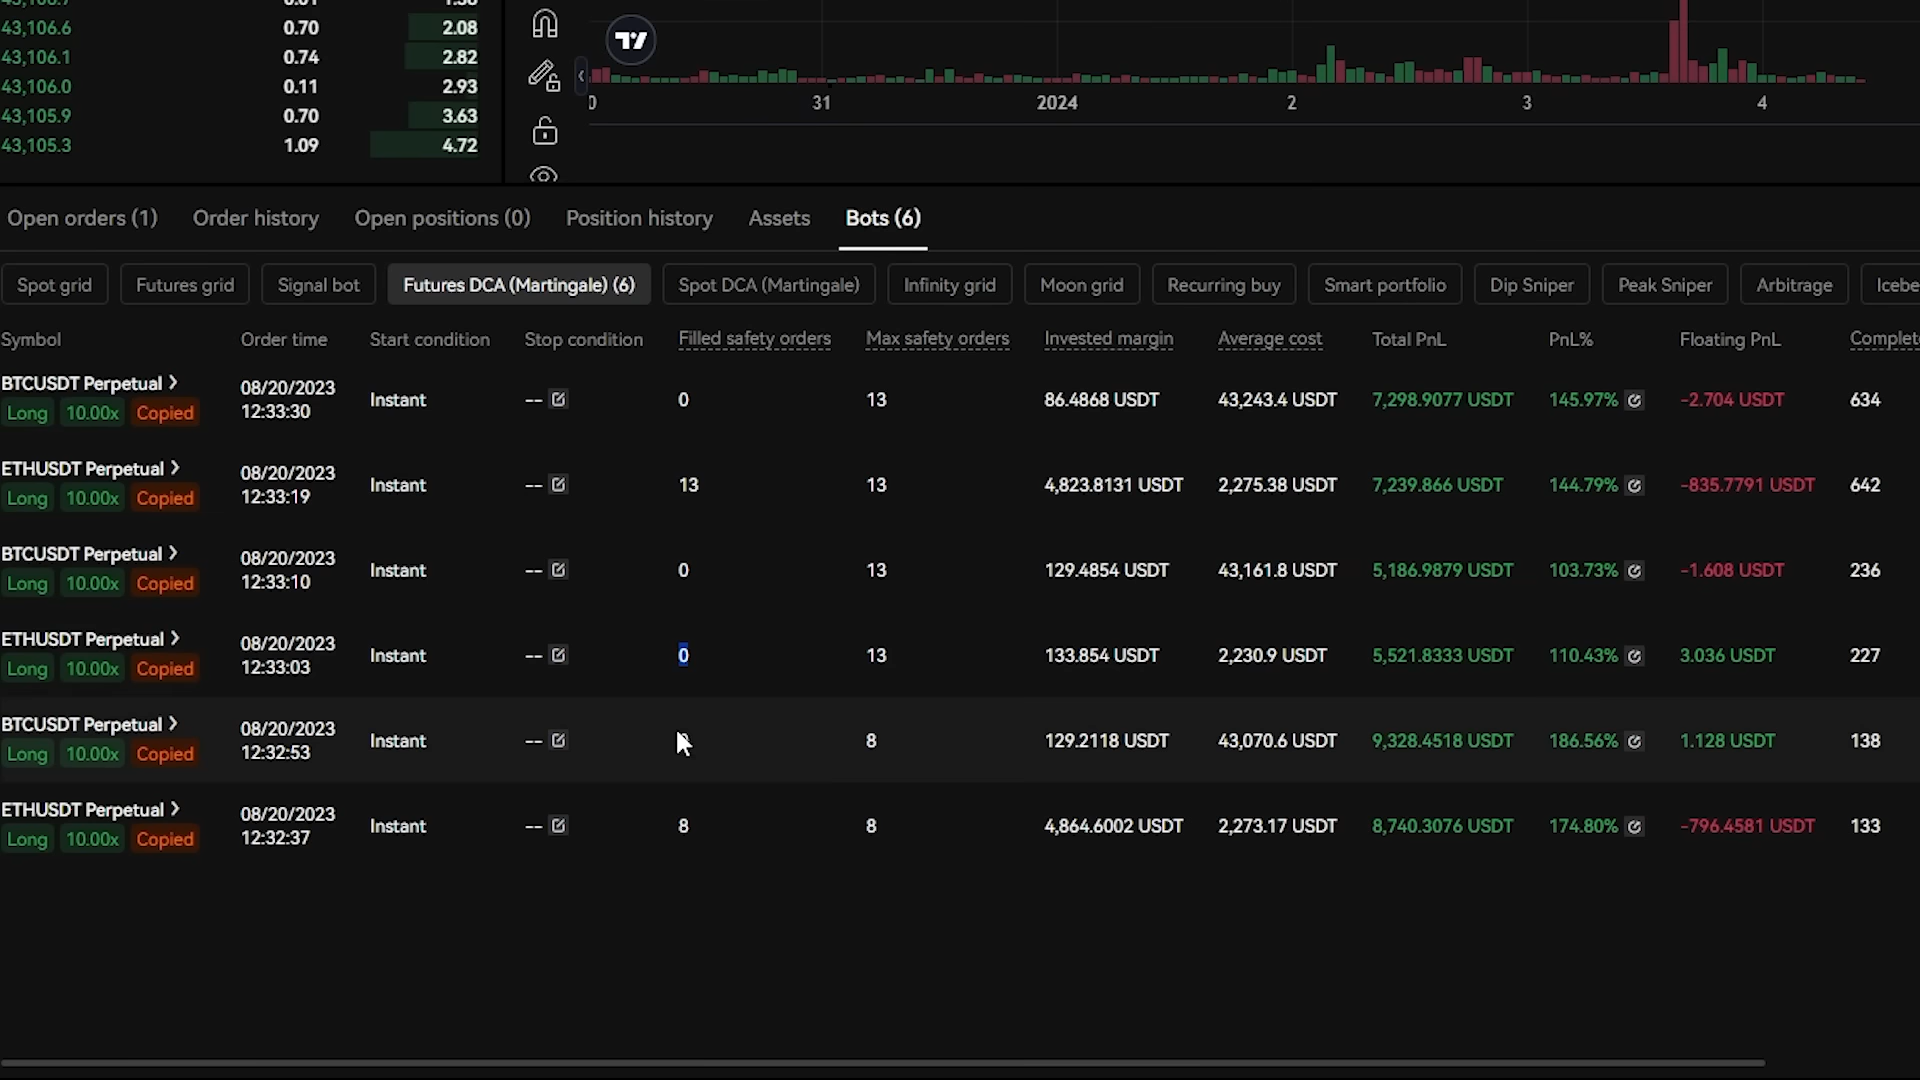 43,106.6 0.70 2.08
43,106.1 0.74 2.82
43,106.0 0.11 2.93
43,105.9 0.70 3.63
43,105.3 1.09 4.72
31 2024 2 3 4
Open orders (1) Order history Open positions (0) Position history Assets Bots (6)
Spot grid Futures grid Signal bot Futures DCA (Martingale) (6) Spot DCA (Martingale) Infinity grid Moon grid Recurring buy Smart portfolio Dip Sniper Peak Sniper Arbitrage Icebe
Symbol Order time Start condition Stop condition Filled safety orders Max safety orders Invested margin Average cost Total PnL PnL% Floating PnL Complet
BTCUSDT Perpetual > 08/20/2023
Long 10.00x Copied 12:33:30 Instant -- 0 13 86.4868 USDT 43,243.4 USDT 7,298.9077 USDT 145.97% -2.704 USDT 634
ETHUSDT Perpetual > 08/20/2023
Long 10.00x Copied 12:33:19 Instant -- 13 13 4,823.8131 USDT 2,275.38 USDT 7,239.866 USDT 144.79% -835.7791 USDT 642
BTCUSDT Perpetual > 08/20/2023
Long 10.00x Copied 12:33:10 Instant -- 0 13 129.4854 USDT 43,161.8 USDT 5,186.9879 USDT 103.73% -1.608 USDT 236
ETHUSDT Perpetual > 08/20/2023
Long 10.00x Copied 12:33:03 Instant -- 0 13 133.854 USDT 2,230.9 USDT 5,521.8333 USDT 110.43% 3.036 USDT 227
BTCUSDT Perpetual > 08/20/2023
Long 10.00x Copied 12:32:53 Instant -- 8 129.2118 USDT 43,070.6 USDT 9,328.4518 USDT 186.56% 1.128 USDT 138
ETHUSDT Perpetual > 08/20/2023
Long 10.00x Copied 12:32:37 Instant -- 8 8 4,864.6002 USDT 2,273.17 USDT 8,740.3076 USDT 174.80% -796.4581 USDT 133